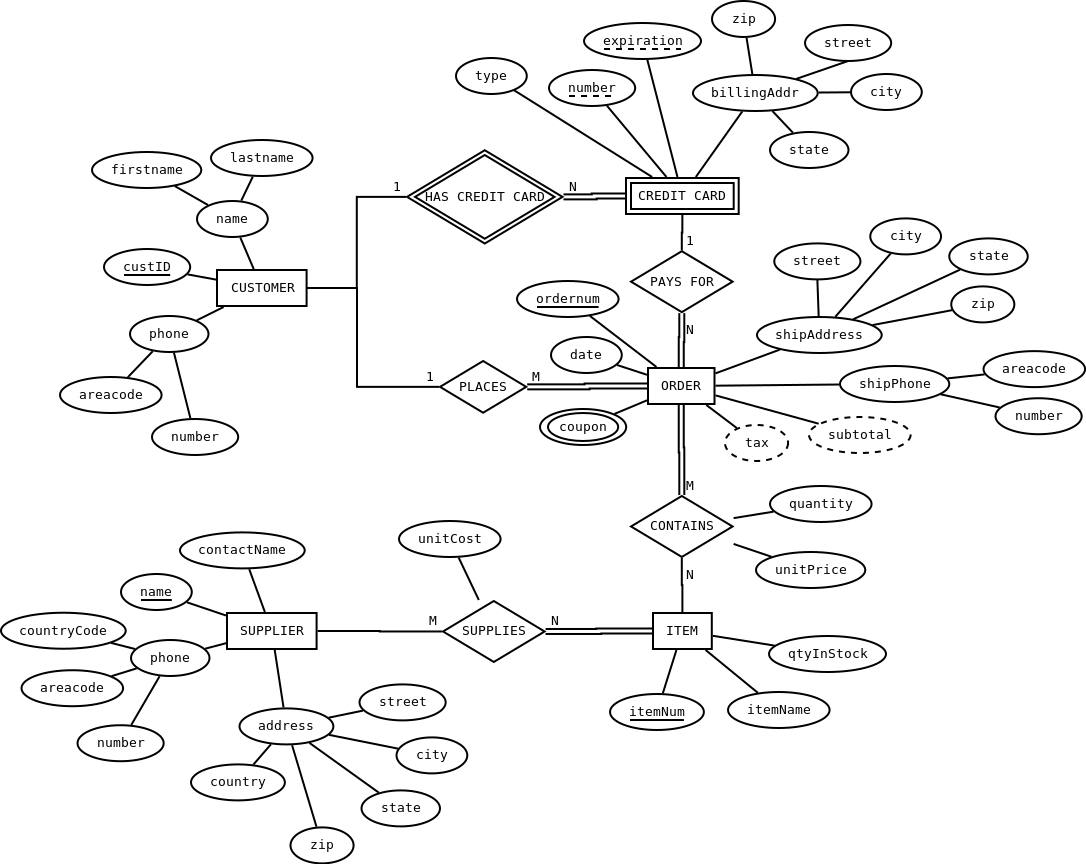 zip
expiration
street
type
number
billingAddr
city
state
lastname
firstname
1
HAS CREDIT CARD
N
CREDIT CARD
name
city
1
street
state
custID
PAYS FOR
CUSTOMER
ordernum
zip
phone
N
shipAddress
date
areacode
1
PLACES
M
ORDER
shipPhone
areacode
number
number
coupon
tax
subtotal
M
quantity
CONTAINS
unitCost
contactName
N
unitPrice
name
M
N
countryCode
SUPPLIER
SUPPLIES
ITEM
phone
qtyInStock
areacode
street
itemNum
itemName
address
number
city
country
state
zip